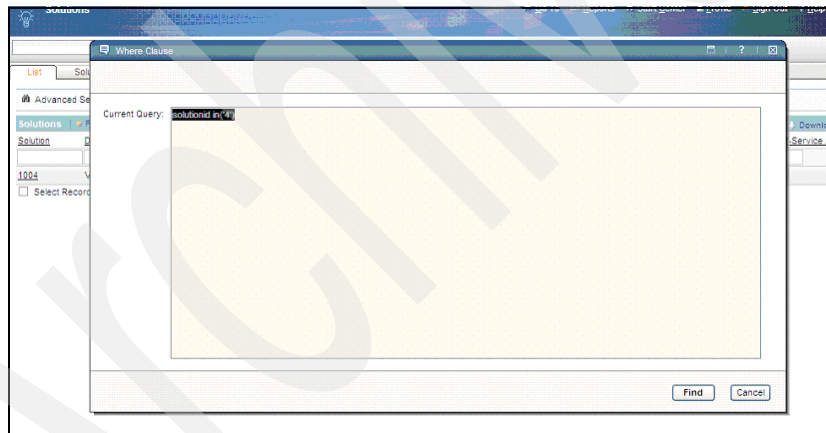 Solutions
Where Clause
?
List
Advanced Se
Current Query: solutionid in('4')
Solutions
Downlo
Solution
-Service
1004
Select Record
Find Cancel